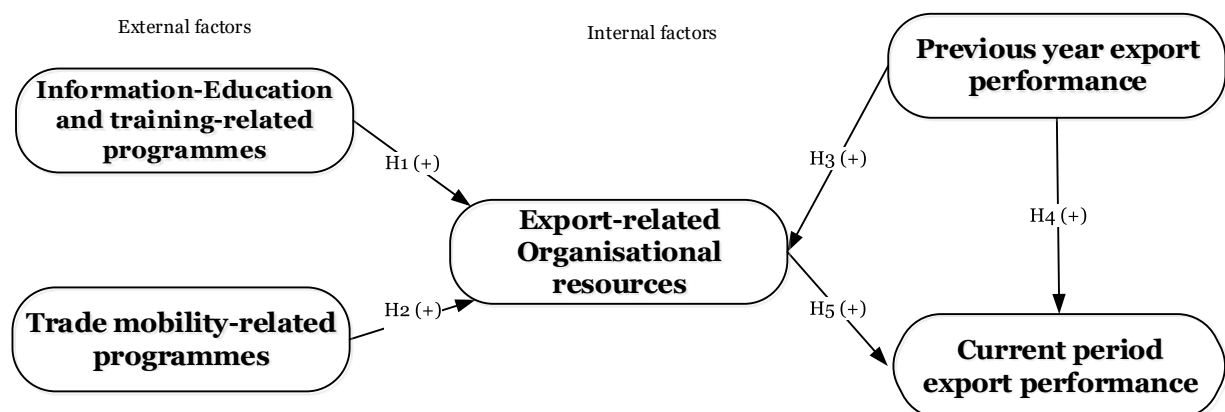 External factors
Internal factors
Previous year export
performance
Information-Education
and training-related
programmes
H1 (+)
H3 (+)
H4 (+)
Export-related
Organisational
resources
Trade mobility-related
programmes
H2 (+)
H5 (+)
Current period
export performance